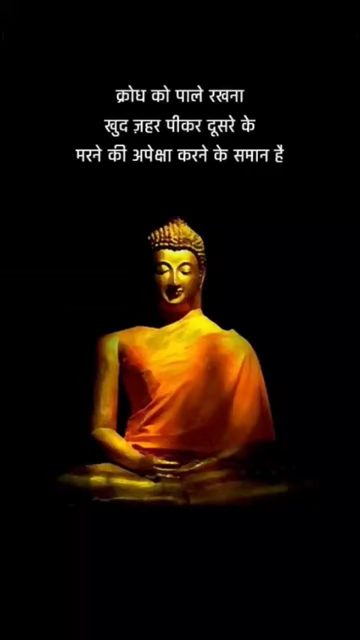 क्रोध को पाले रखना
खुद ज़हर पीकर दूसरे के
मरने की अपेक्षा करने के समान है